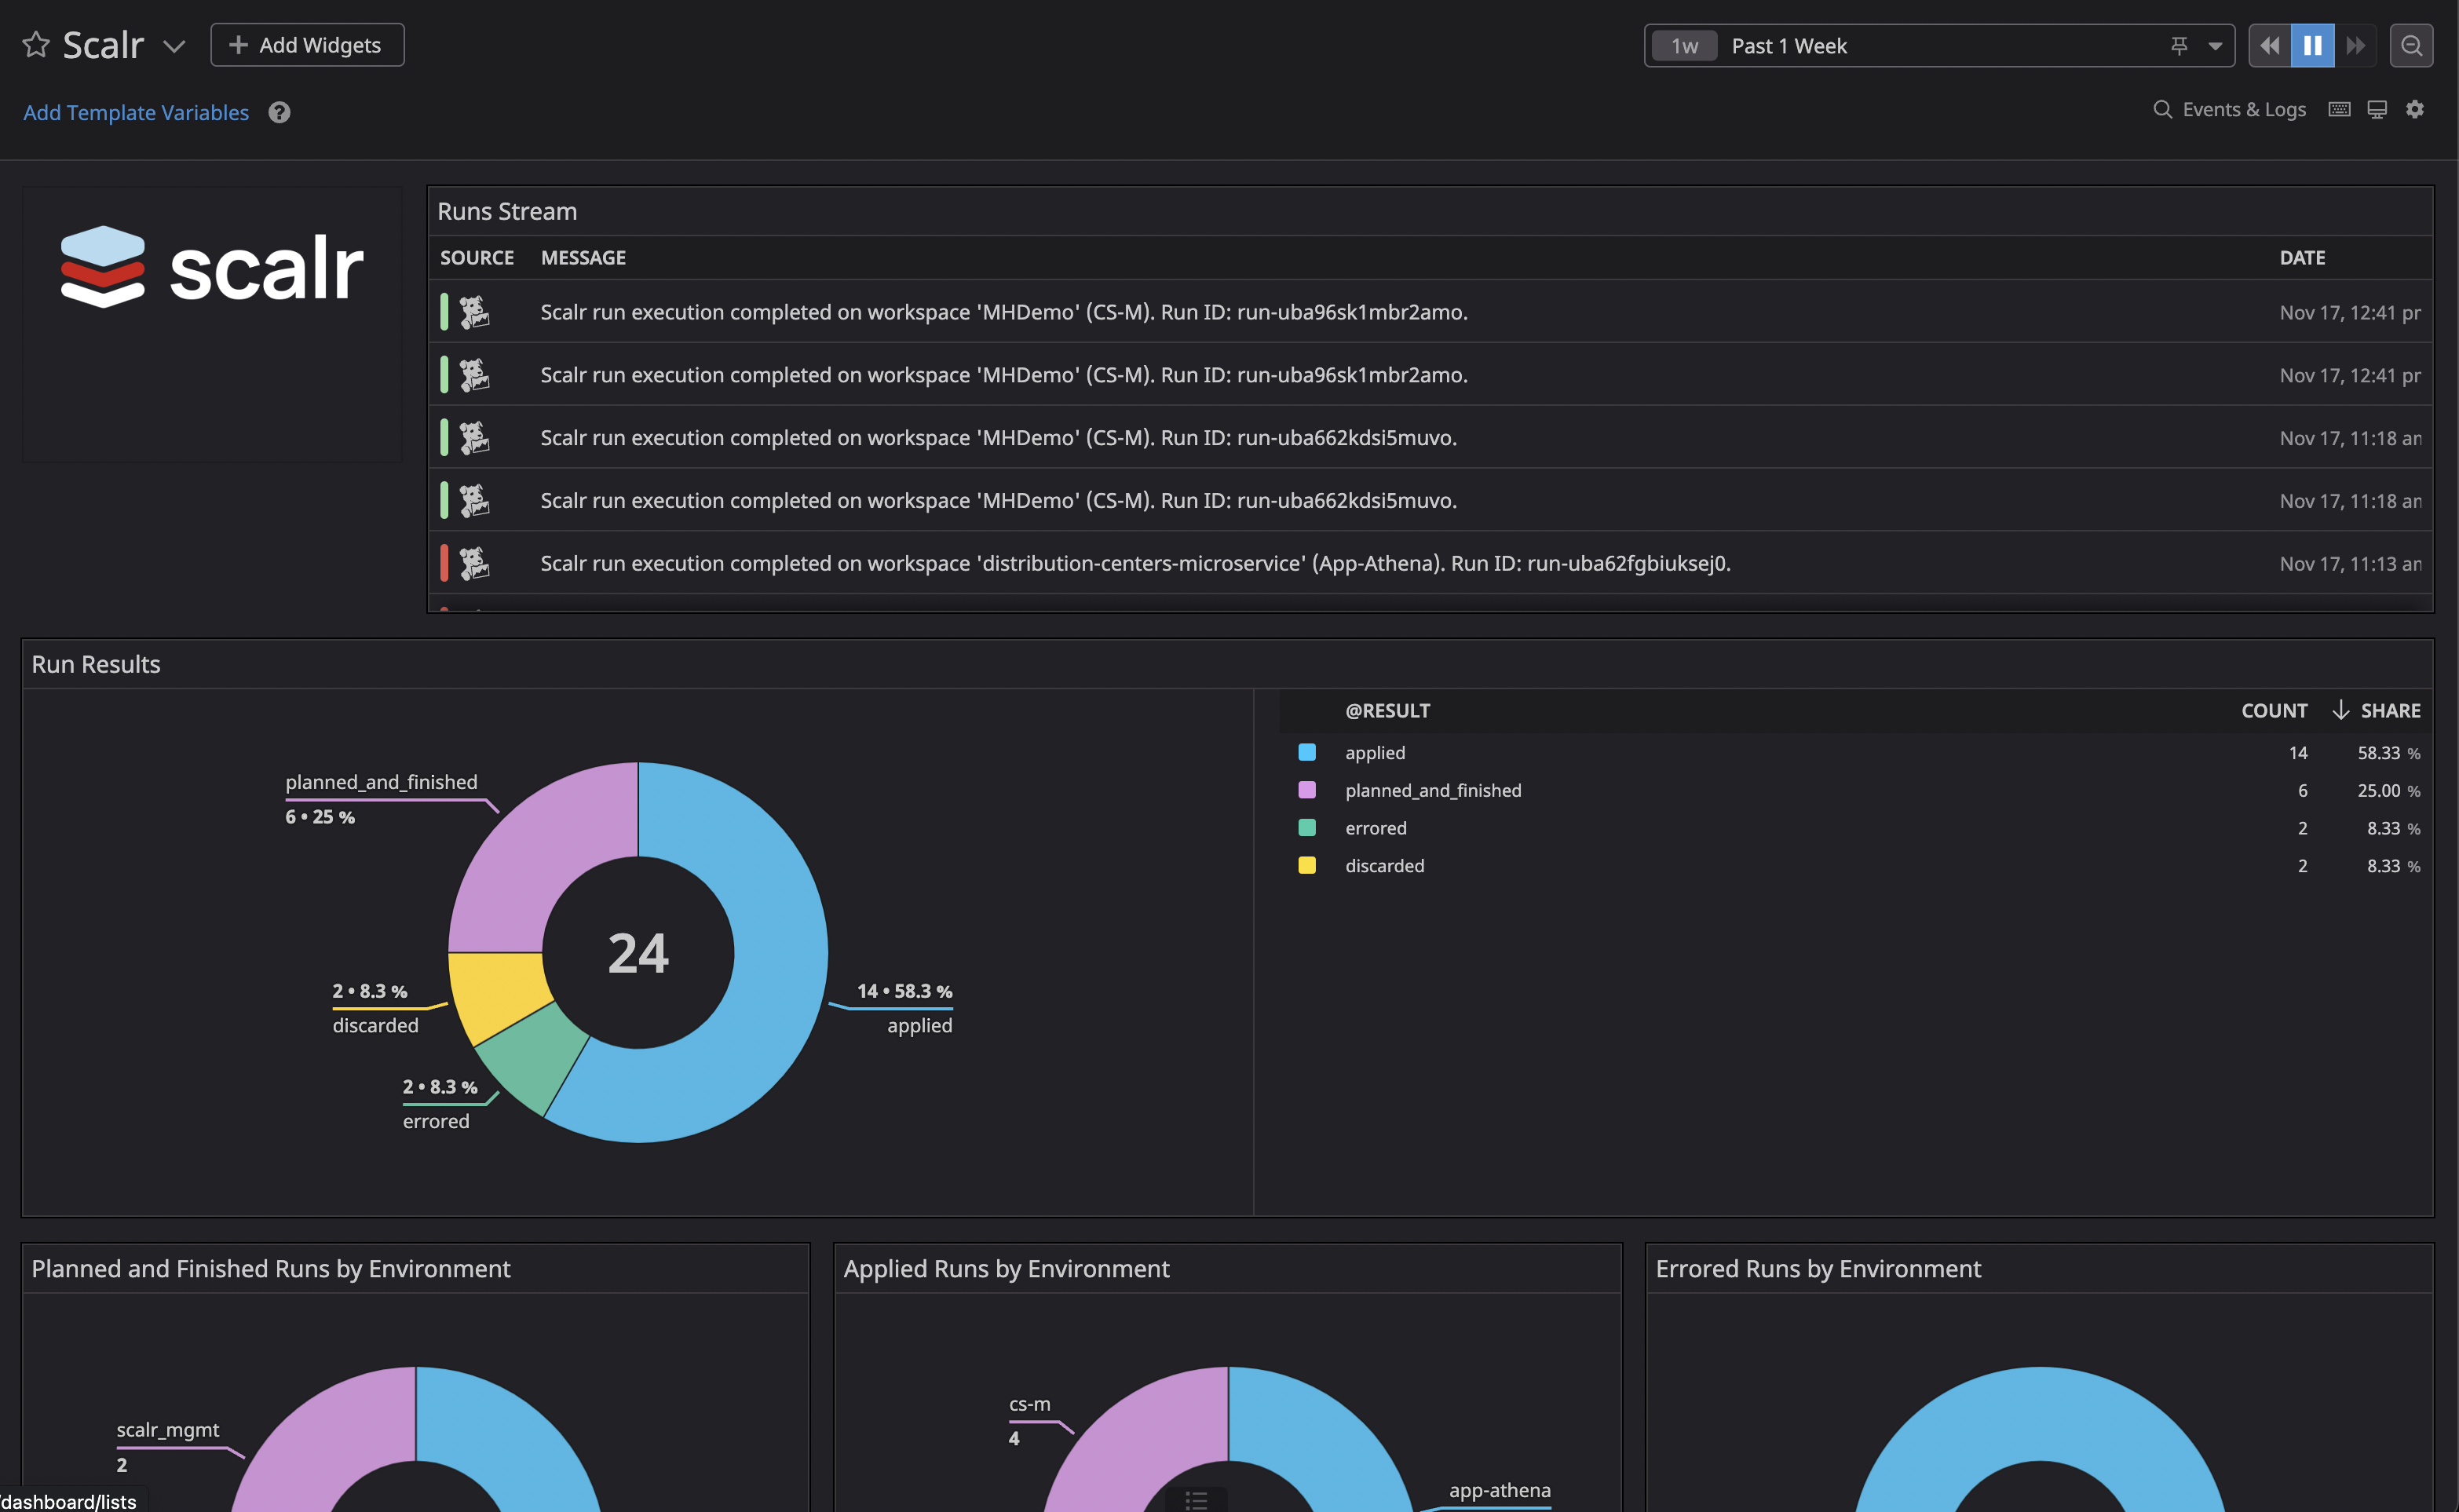 Scalr
Add Widgets
1w Past 1 Week
Add Template Variables ?
Events & Logs
scalr
Runs Stream
SOURCE MESSAGE DATE
Scalr run execution completed on workspace 'MHDemo' (CS-M). Run ID: run-uba96sk1mbr2amo. Nov 17, 12:41 pr
Scalr run execution completed on workspace 'MHDemo' (CS-M). Run ID: run-uba96sk1mbr2amo. Nov 17, 12:41 pr
Scalr run execution completed on workspace 'MHDemo' (CS-M). Run ID: run-uba662kdsi5muvo. Nov 17, 11:18 an
Scalr run execution completed on workspace 'MHDemo' (CS-M). Run ID: run-uba662kdsi5muvo. Nov 17, 11:18 an
Scalr run execution completed on workspace 'distribution-centers-microservice' (App-Athena). Run ID: run-uba62fgbiuksej0. Nov 17, 11:13 an
Run Results
planned_and_finished
6 • 25 %
24
2 • 8.3 %
discarded
14 • 58.3 %
applied
2 • 8.3 %
errored
@RESULT COUNT SHARE
applied 14 58.33 %
planned_and_finished 6 25.00 %
errored 2 8.33 %
discarded 2 8.33 %
Planned and Finished Runs by Environment
scalr_mgmt
2
Applied Runs by Environment
cs-m
4
app-athena
Errored Runs by Environment
/dashboard/lists